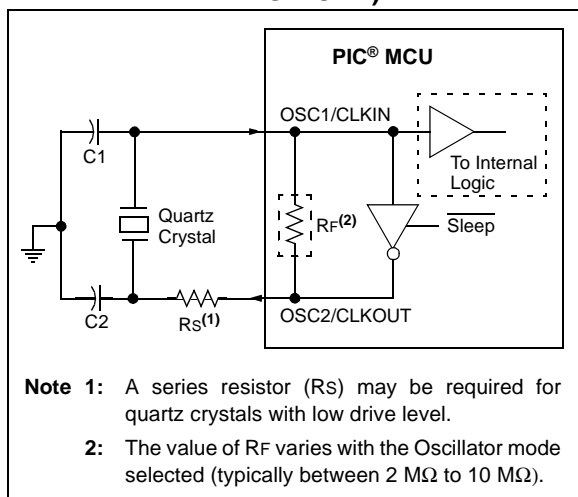 PIC® MCU
OSC1/CLKIN
C1
To Internal
Logic
Quartz
Crystal
RF(2)
Sleep
C2
RS(1)
OSC2/CLKOUT
Note 1: A series resistor (RS) may be required for
quartz crystals with low drive level.
2: The value of RF varies with the Oscillator mode
selected (typically between 2 MΩ to 10 MΩ).